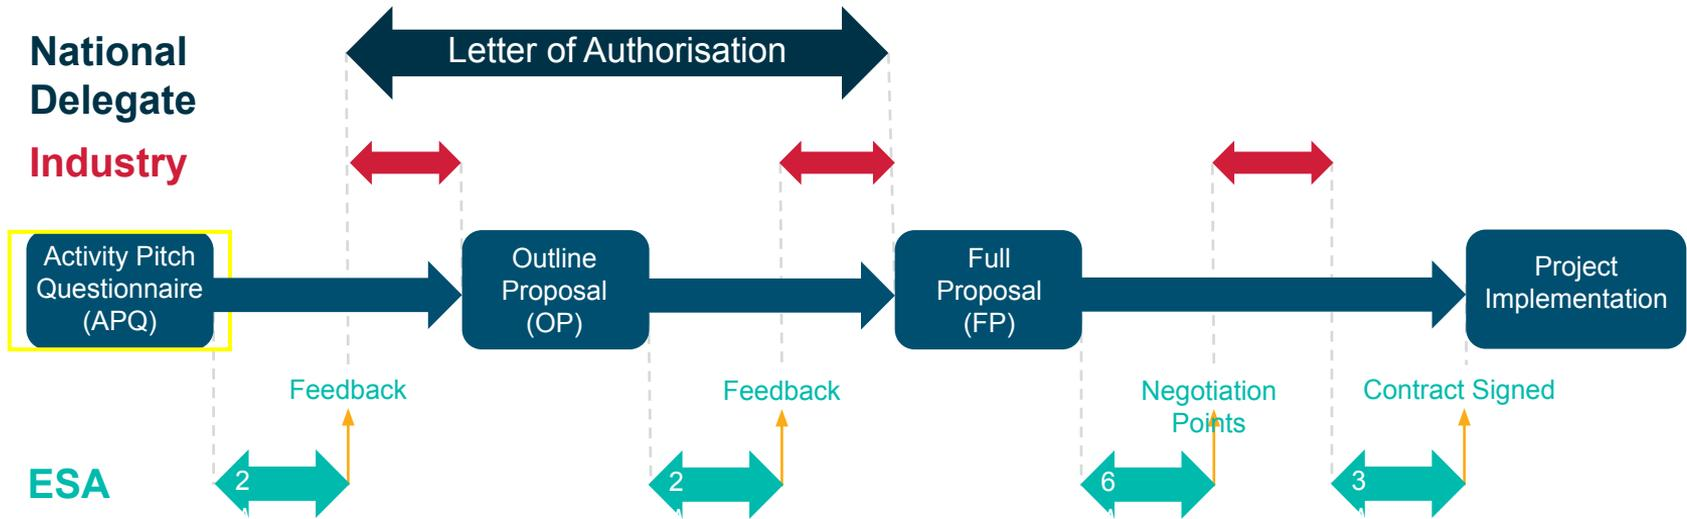 National
Delegate
Letter of Authorisation
Industry
Activity Pitch
Questionnaire
(APQ)
Outline
Proposal
(OP)
Full
Proposal
(FP)
Project
Implementation
Feedback
Feedback
Negotiation
Points
Contract Signed
ESA
2
2
6
3